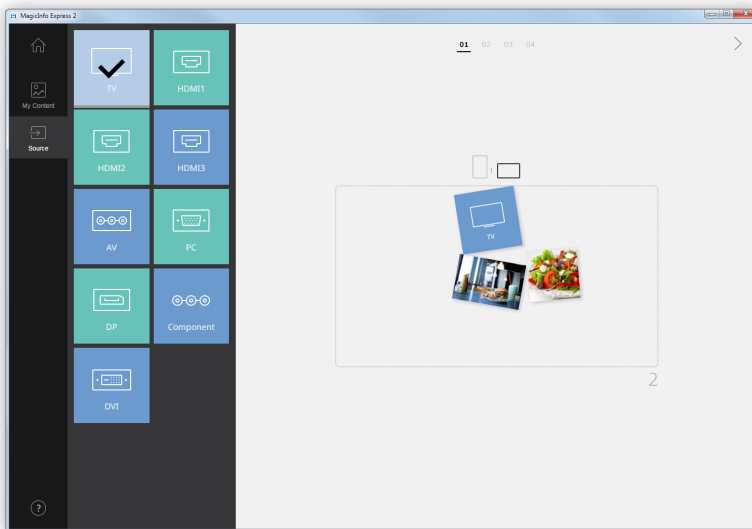 MagicInfo Express 2
01 02 03 04
My Content
Source
TV
HDMI1
HDMI2
HDMI3
AV
PC
DP
Component
DVI
TV
2
?